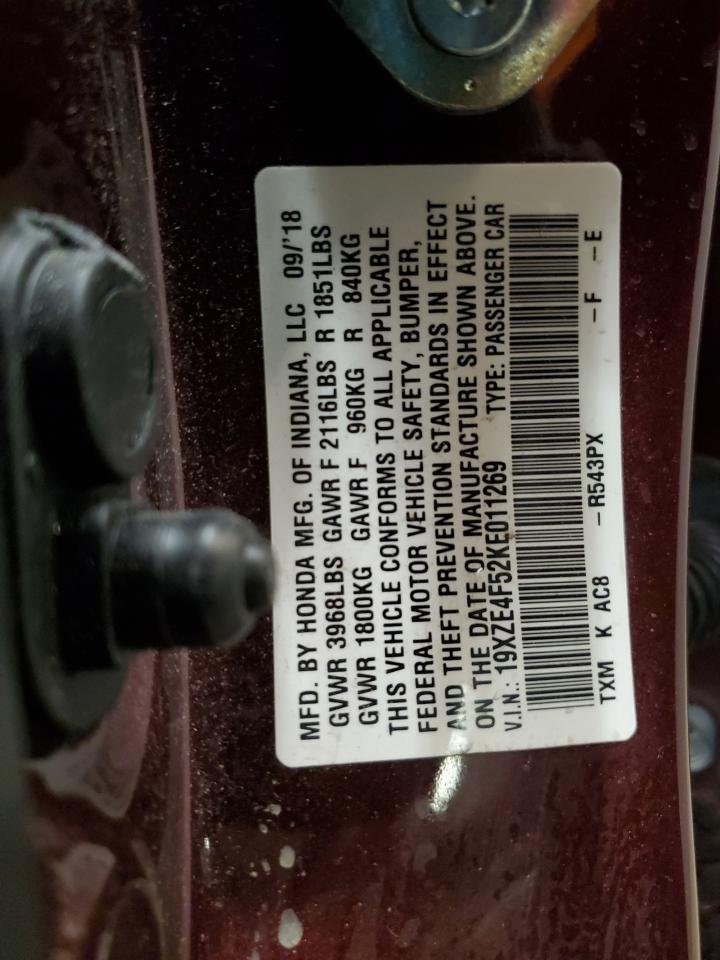 MFD. BY HONDA MFG. OF INDIANA, LLC 09/'18
GVWR 3968LBS GAWR F 2116LBS R 1851LBS
GVWR 1800KG GAWR F 960KG R 840KG
THIS VEHICLE CONFORMS TO ALL APPLICABLE
FEDERAL MOTOR VEHICLE SAFETY, BUMPER,
AND THEFT PREVENTION STANDARDS IN EFFECT
ON THE DATE OF MANUFACTURE SHOWN ABOVE.
V.I.N.: 19XZE4F52KE011269 TYPE: PASSENGER CAR
TXM K AC8 – R543PX – F – E